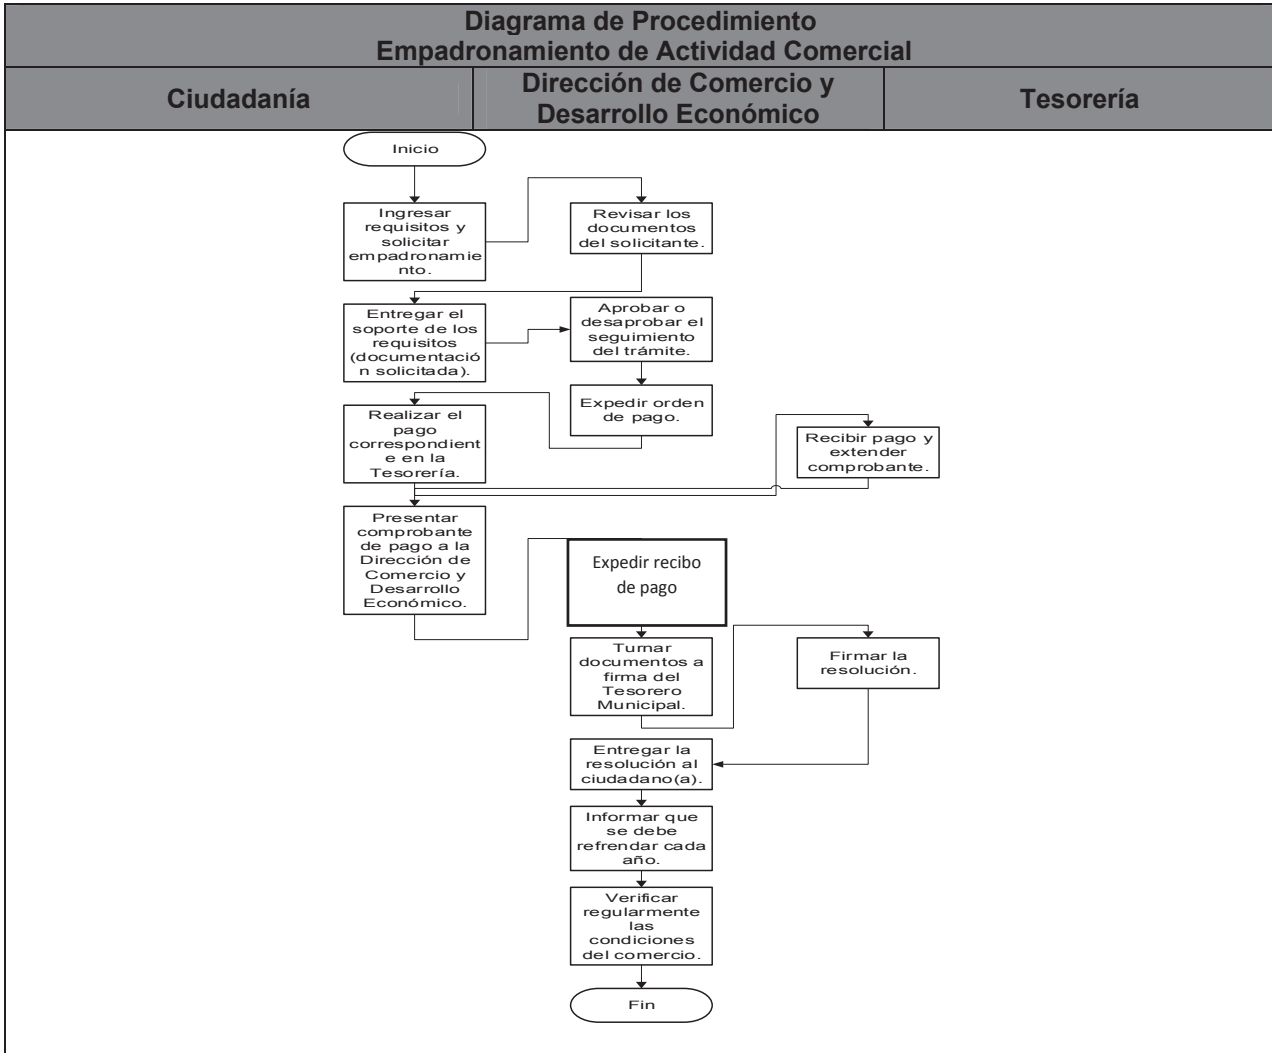 Diagrama de Procedimiento
Empadronamiento de Actividad Comercial
Ciudadanía
Dirección de Comercio y
Desarrollo Económico
Tesorería
Inicio
Ingresar
requisitos y
solicitar
empadronamie
nto.
Revisar los
documentos
del solicitante.
Entregar el
soporte de los
requisitos
(documentació
n solicitada).
Aprobar o
desaprobar el
seguimiento
del trámite.
Expedir orden
de pago.
Realizar el
pago
correspondient
e en la
Tesorería.
Recibir pago y
extender
comprobante.
Presentar
comprobante
de pago a la
Dirección de
Comercio y
Desarrollo
Económico.
Expedir recibo
de pago
Turnar
documentos a
firma del
Tesorero
Municipal.
Firmar la
resolución.
Entregar la
resolución al
ciudadano(a).
Informar que
se debe
refrendar cada
año.
Verificar
regularmente
las
condiciones
del comercio.
Fin